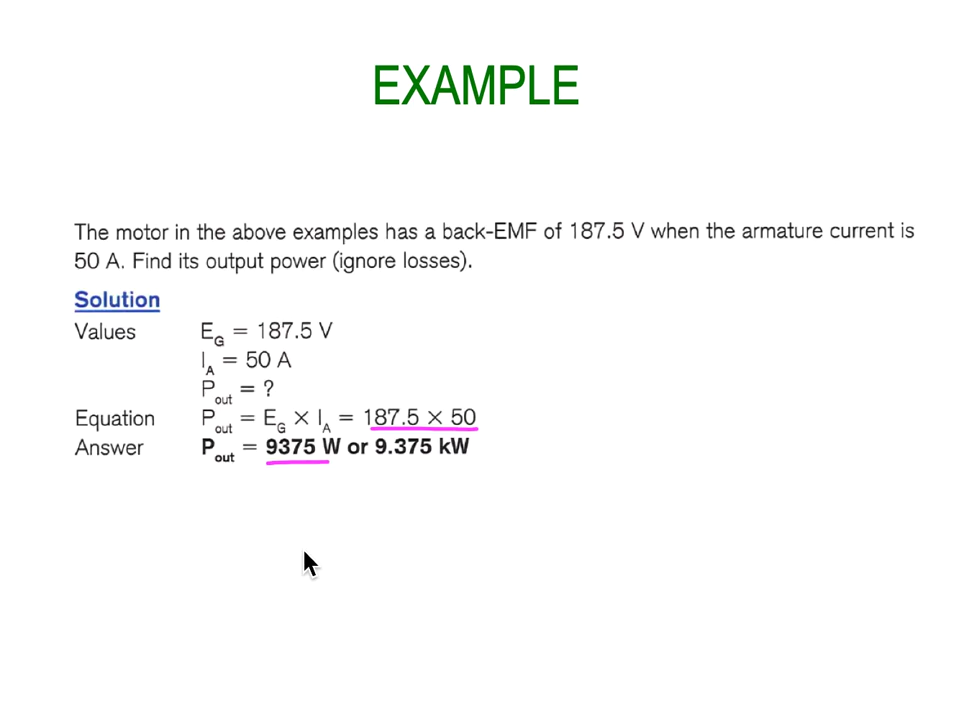 EXAMPLE
The motor in the above examples has a back-EMF of 187.5 V when the armature current is
50 A. Find its output power (ignore losses).
Solution
Values E_G = 187.5 V
I_A = 50 A
P_out = ?
Equation P_out = E_G × I_A = 187.5 × 50
Answer P_out = 9375 W or 9.375 kW